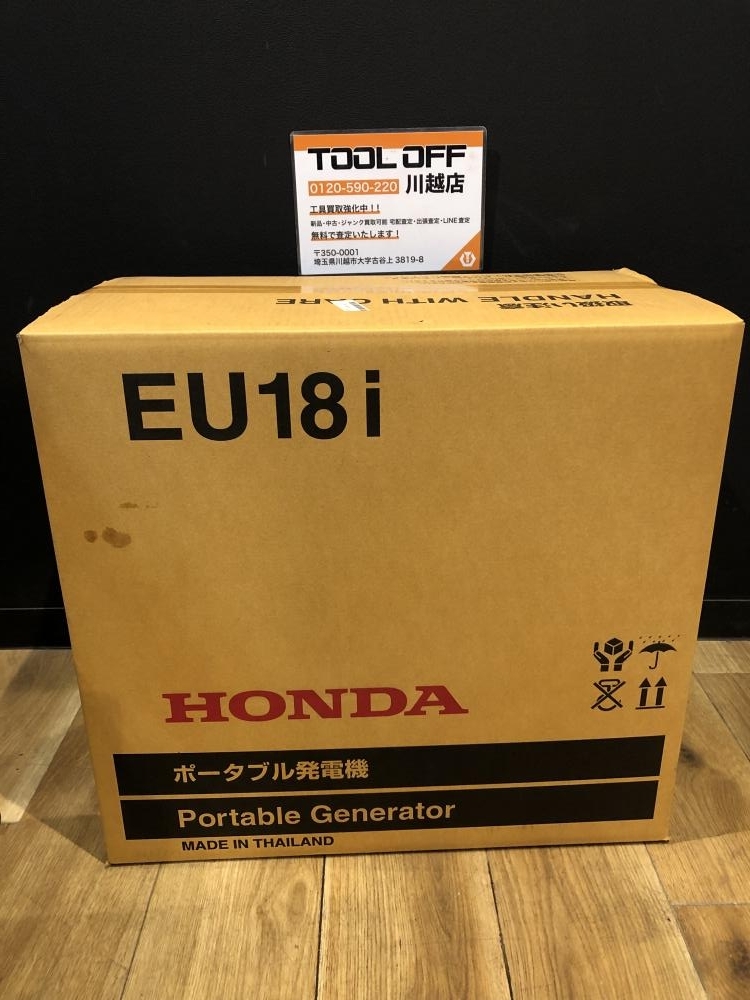 TOOL OFF
0120-590-220 川越店
工具買取強化中！！
新品・中古・ジャンク買取可能 宅配査定・出張査定・LINE査定
無料で査定いたします！
〒350-0001
埼玉県川越市大字古谷上 3819-8
取扱い注意
HANDLE WITH CARE
EU18i
HONDA
ポータブル発電機
Portable Generator
MADE IN THAILAND